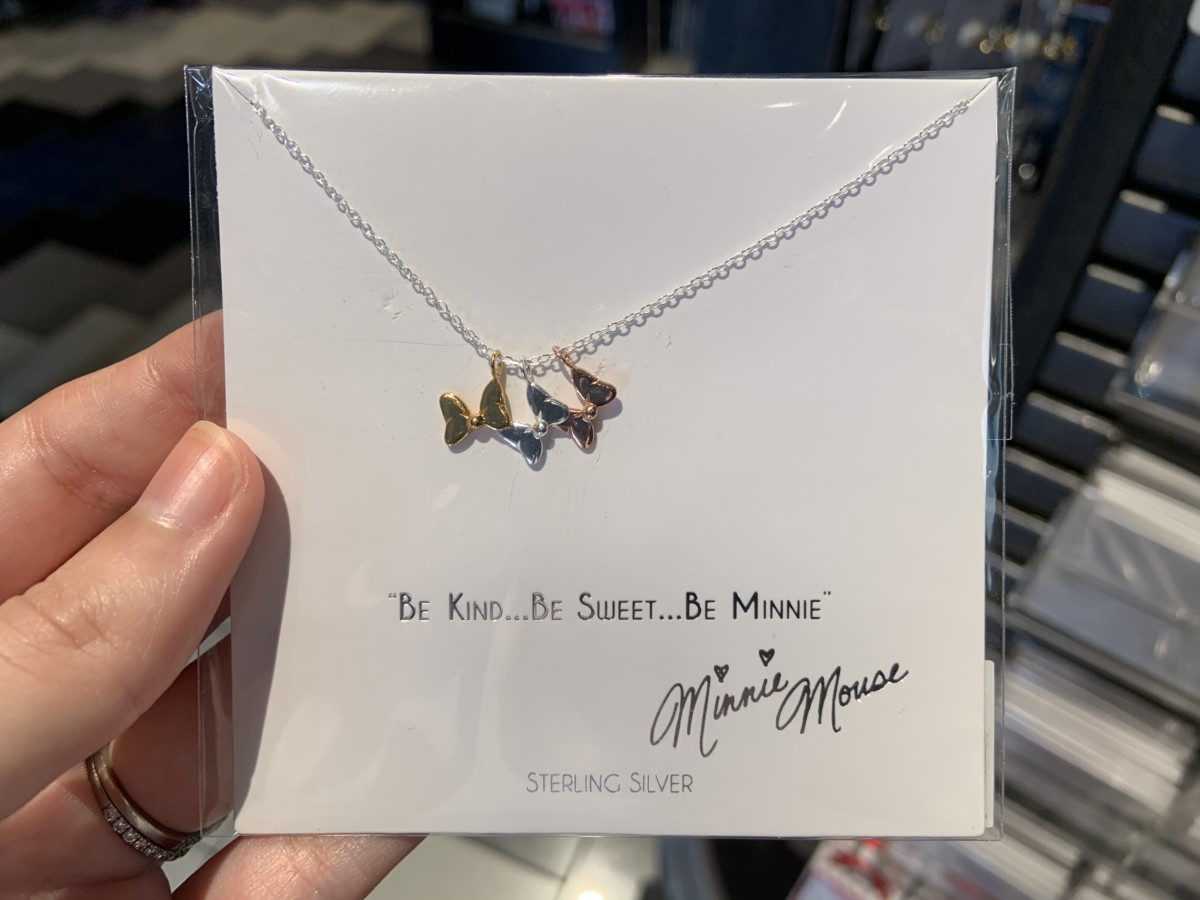 “Be Kind...Be Sweet...Be Minnie”
Minnie Mouse
Sterling Silver